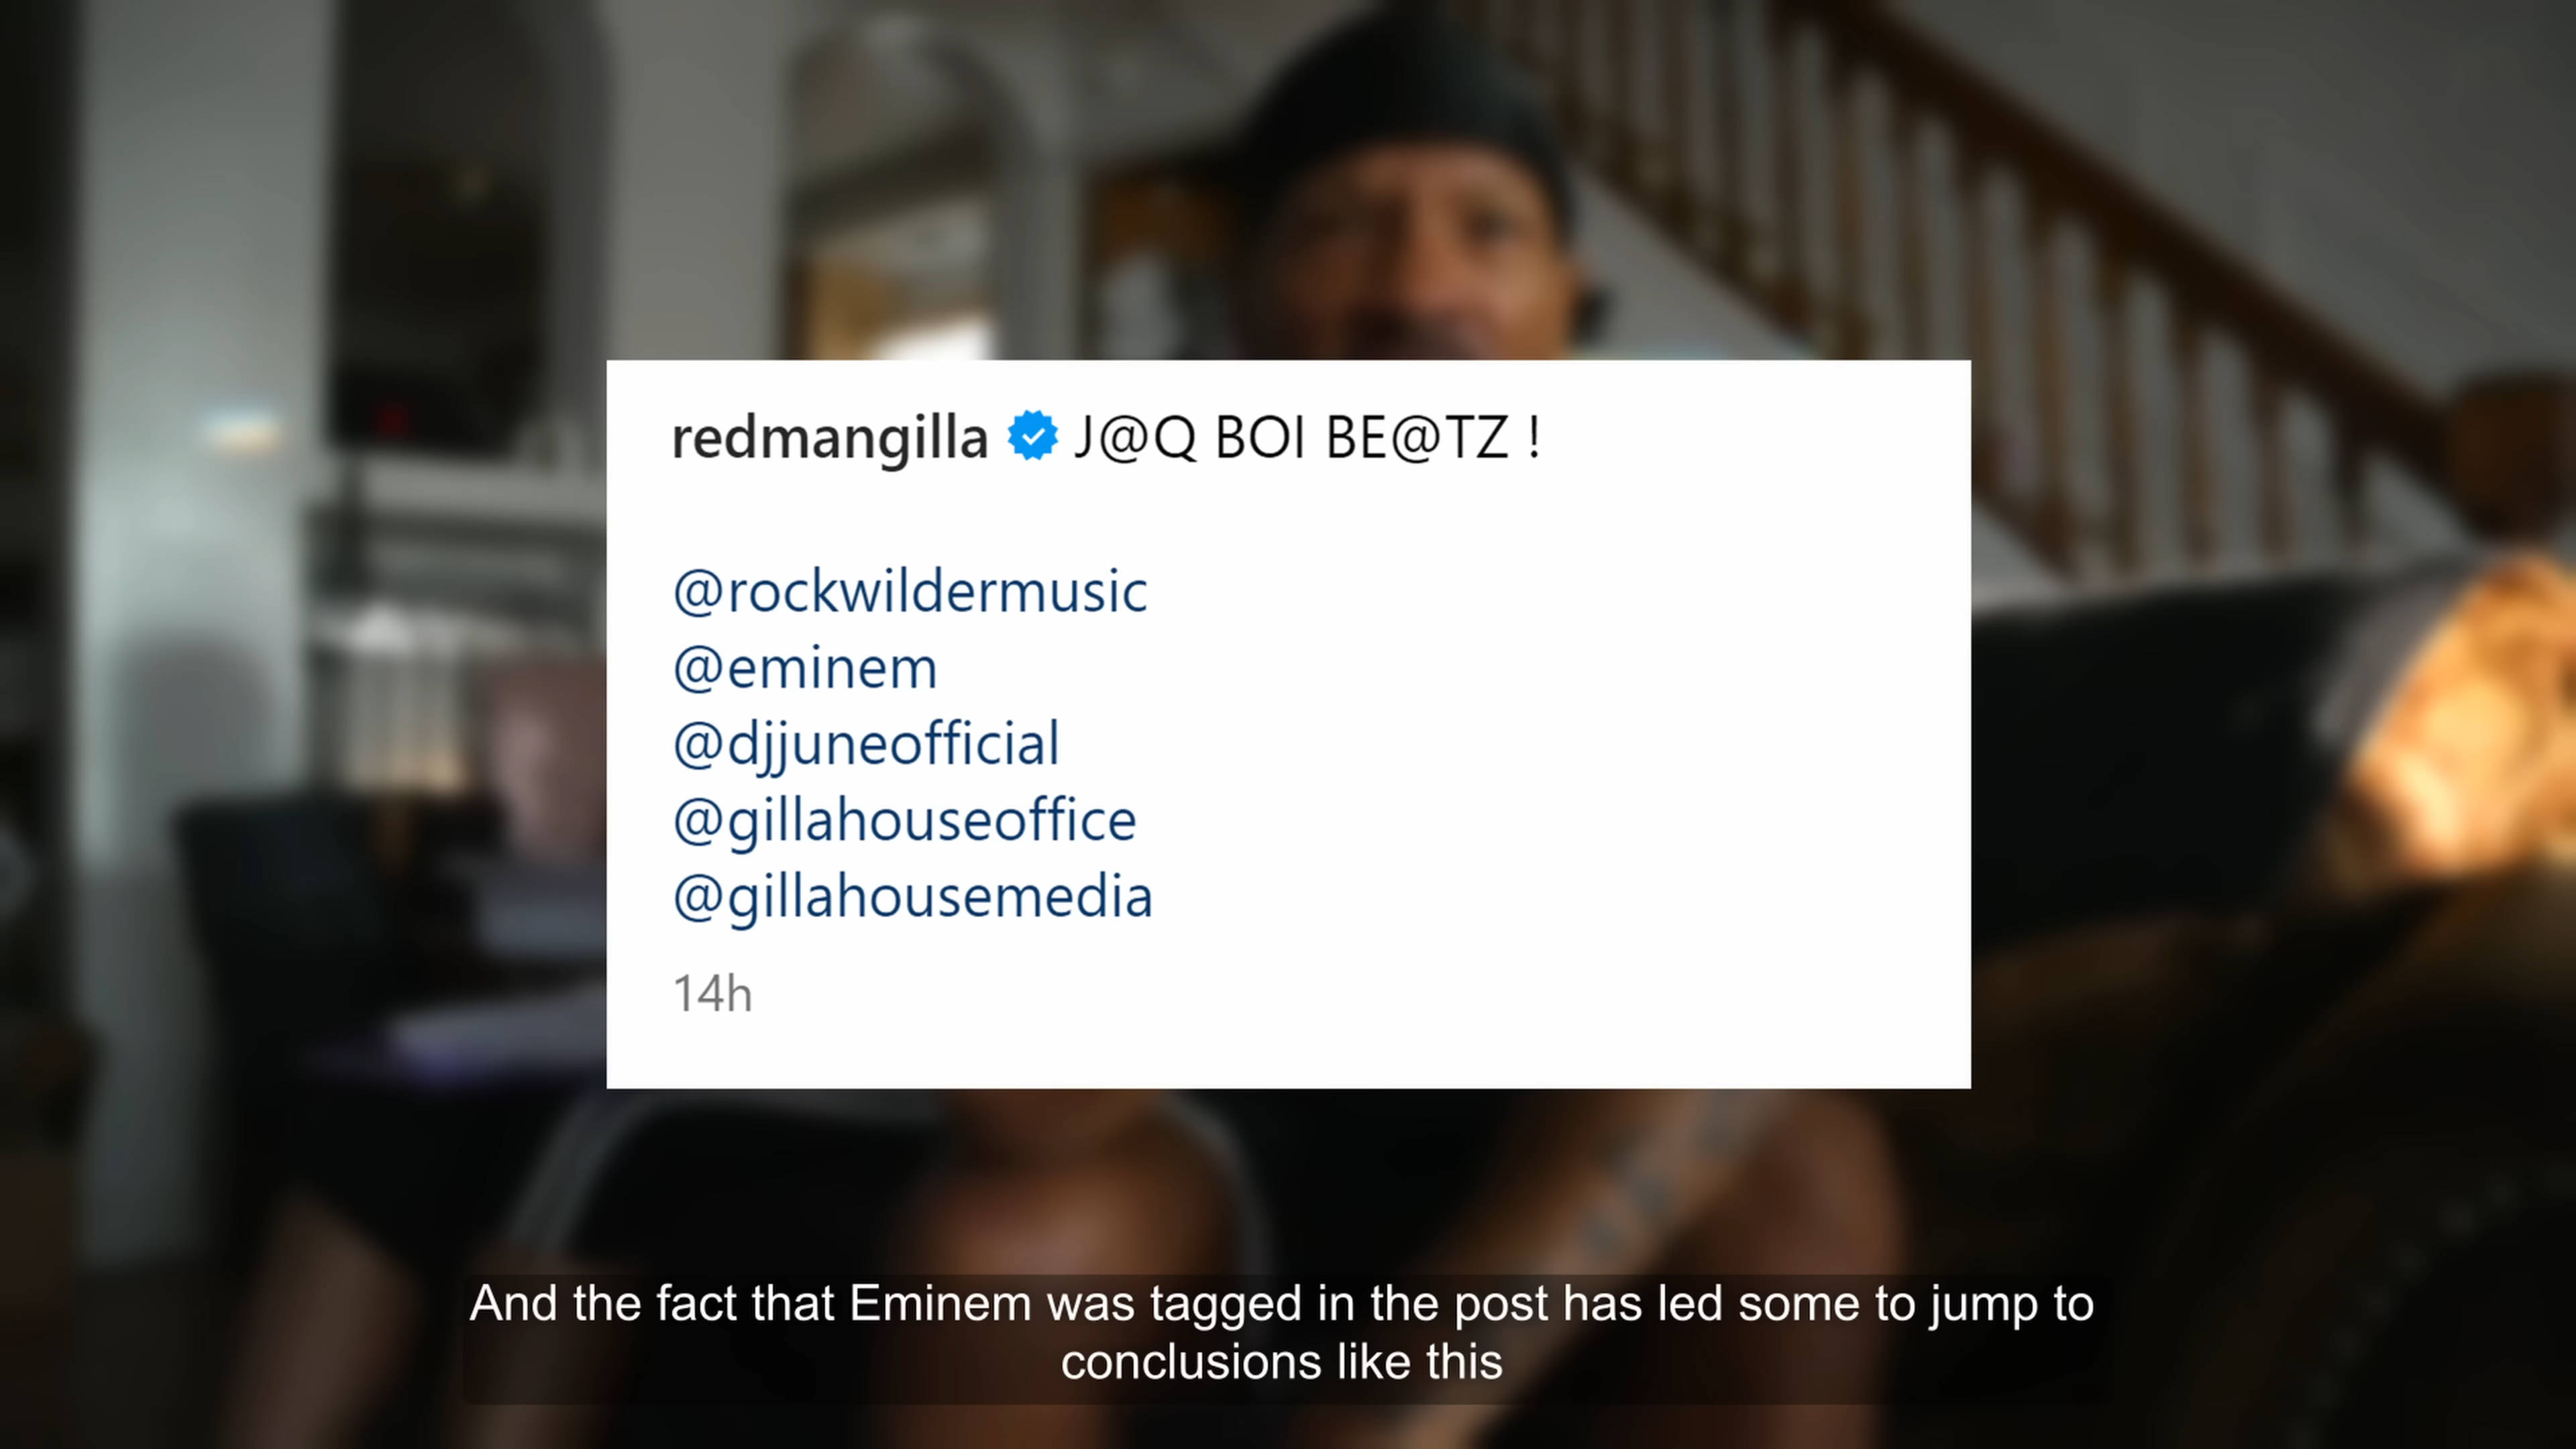 redmangilla J@Q BOI BE@TZ !
@rockwildermusic
@eminem
@djjuneofficial
@gillahouseoffice
@gillahousemedia
14h
And the fact that Eminem was tagged in the post has led some to jump to
conclusions like this